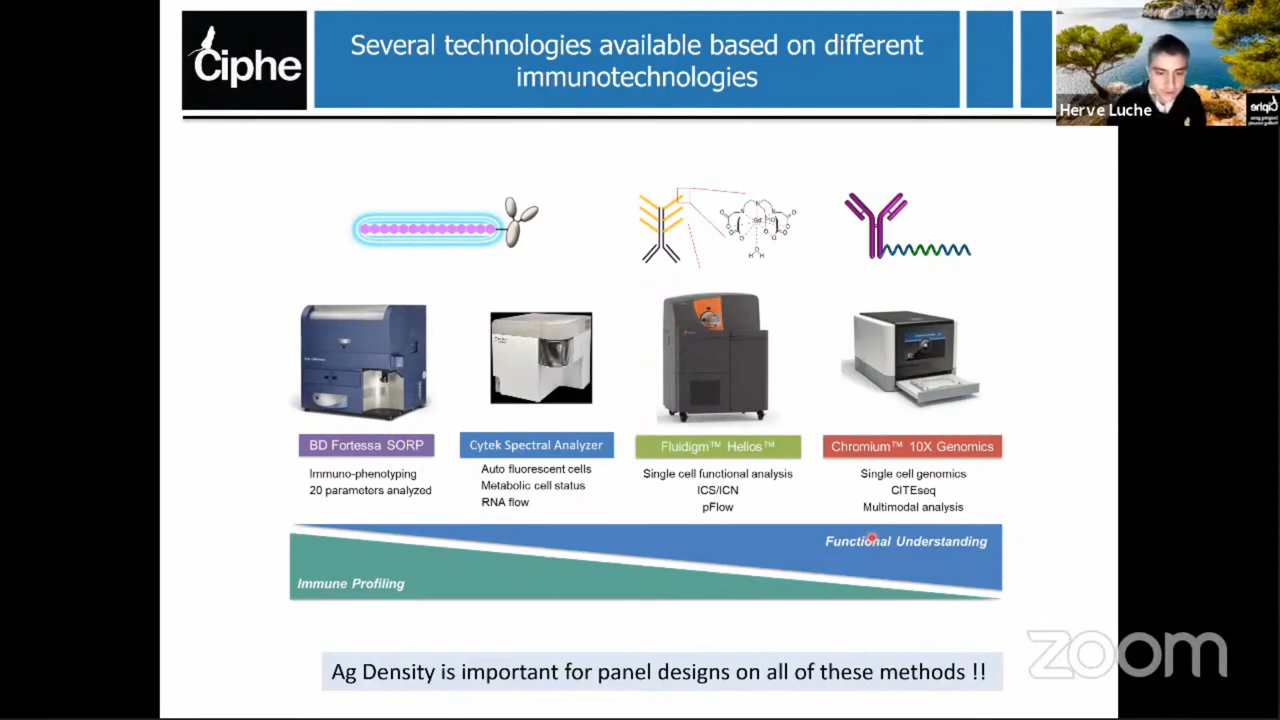 Ciphe
Several technologies available based on different
immunotechnologies
Herve Luche
Gd
BD Fortessa SORP
Cytek Spectral Analyzer
Fluidigm™ Helios™
Chromium™ 10X Genomics
Immuno-phenotyping
20 parameters analyzed
Auto fluorescent cells
Metabolic cell status
RNA flow
Single cell functional analysis
ICS/ICN
pFlow
Single cell genomics
CITEseq
Multimodal analysis
Functional Understanding
Immune Profiling
Ag Density is important for panel designs on all of these methods !!
zoom